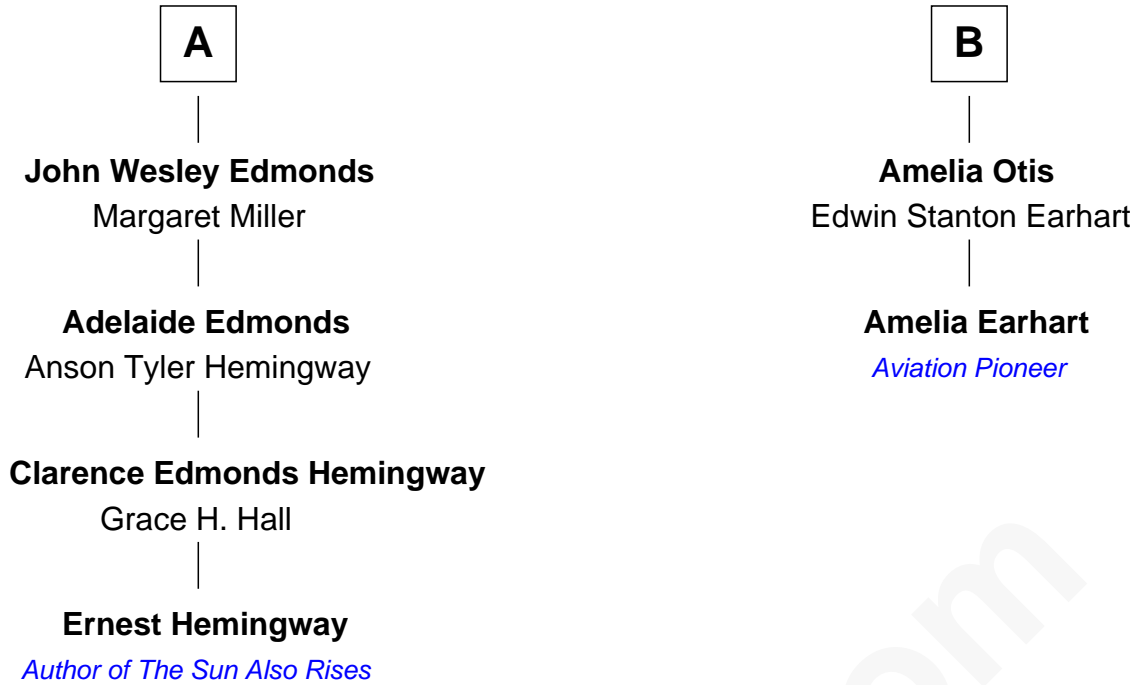 A
John Wesley Edmonds
Margaret Miller
Adelaide Edmonds
Anson Tyler Hemingway
Clarence Edmonds Hemingway
Grace H. Hall
Ernest Hemingway
Author of The Sun Also Rises
B
Amelia Otis
Edwin Stanton Earhart
Amelia Earhart
Aviation Pioneer
om